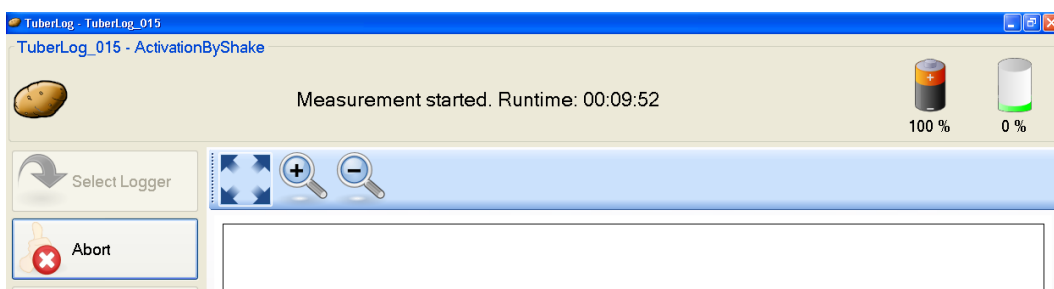 TuberLog - TuberLog_015
TuberLog_015 - ActivationByShake
Measurement started. Runtime: 00:09:52
100 %
0 %
Select Logger
Abort